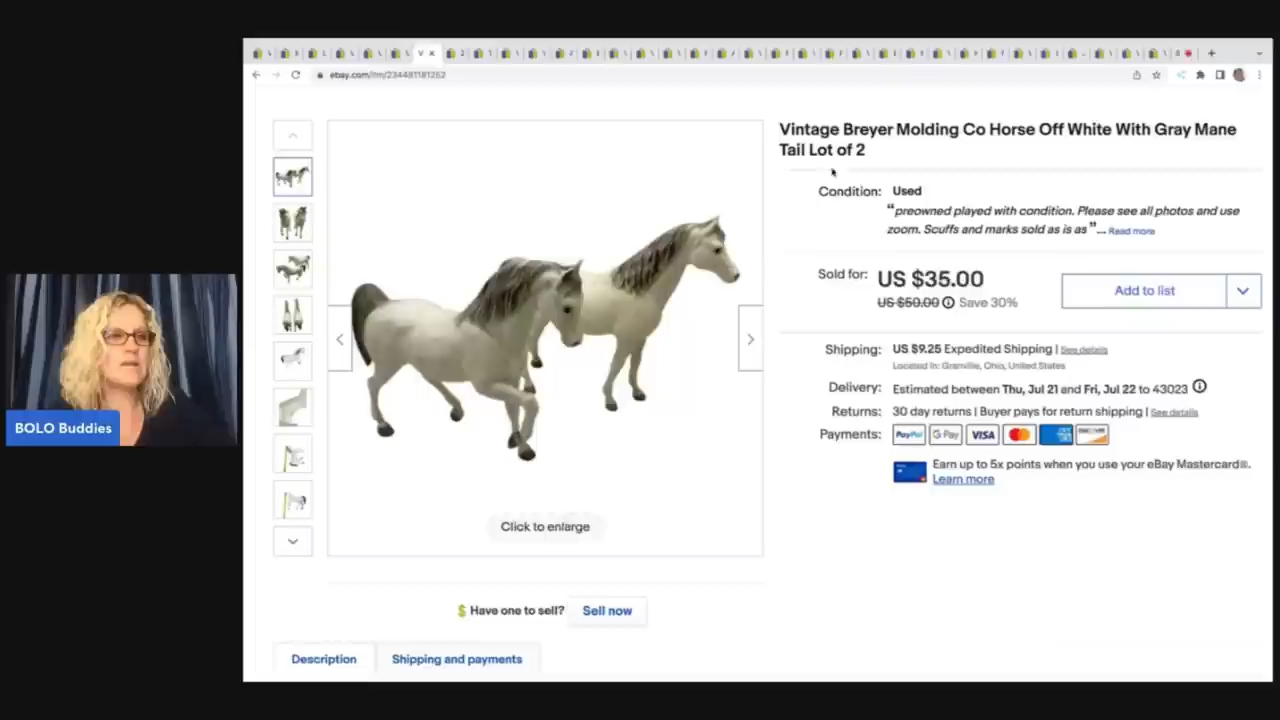 ebay.com/itm/234481181252
Vintage Breyer Molding Co Horse Off White With Gray Mane
Tail Lot of 2
Condition: Used
“preowned played with condition. Please see all photos and use
zoom. Scuffs and marks sold as is as ”... Read more
Sold for: US $35.00
US $50.00 Save 30%
Add to list
Shipping: US $9.25 Expedited Shipping | See details
Located in: Granville, Ohio, United States
Delivery: Estimated between Thu, Jul 21 and Fri, Jul 22 to 43023
Returns: 30 day returns | Buyer pays for return shipping | See details
Payments: PayPal G Pay VISA
Earn up to 5x points when you use your eBay Mastercard®.
Learn more
BOLO Buddies
Click to enlarge
$ Have one to sell? Sell now
Description Shipping and payments